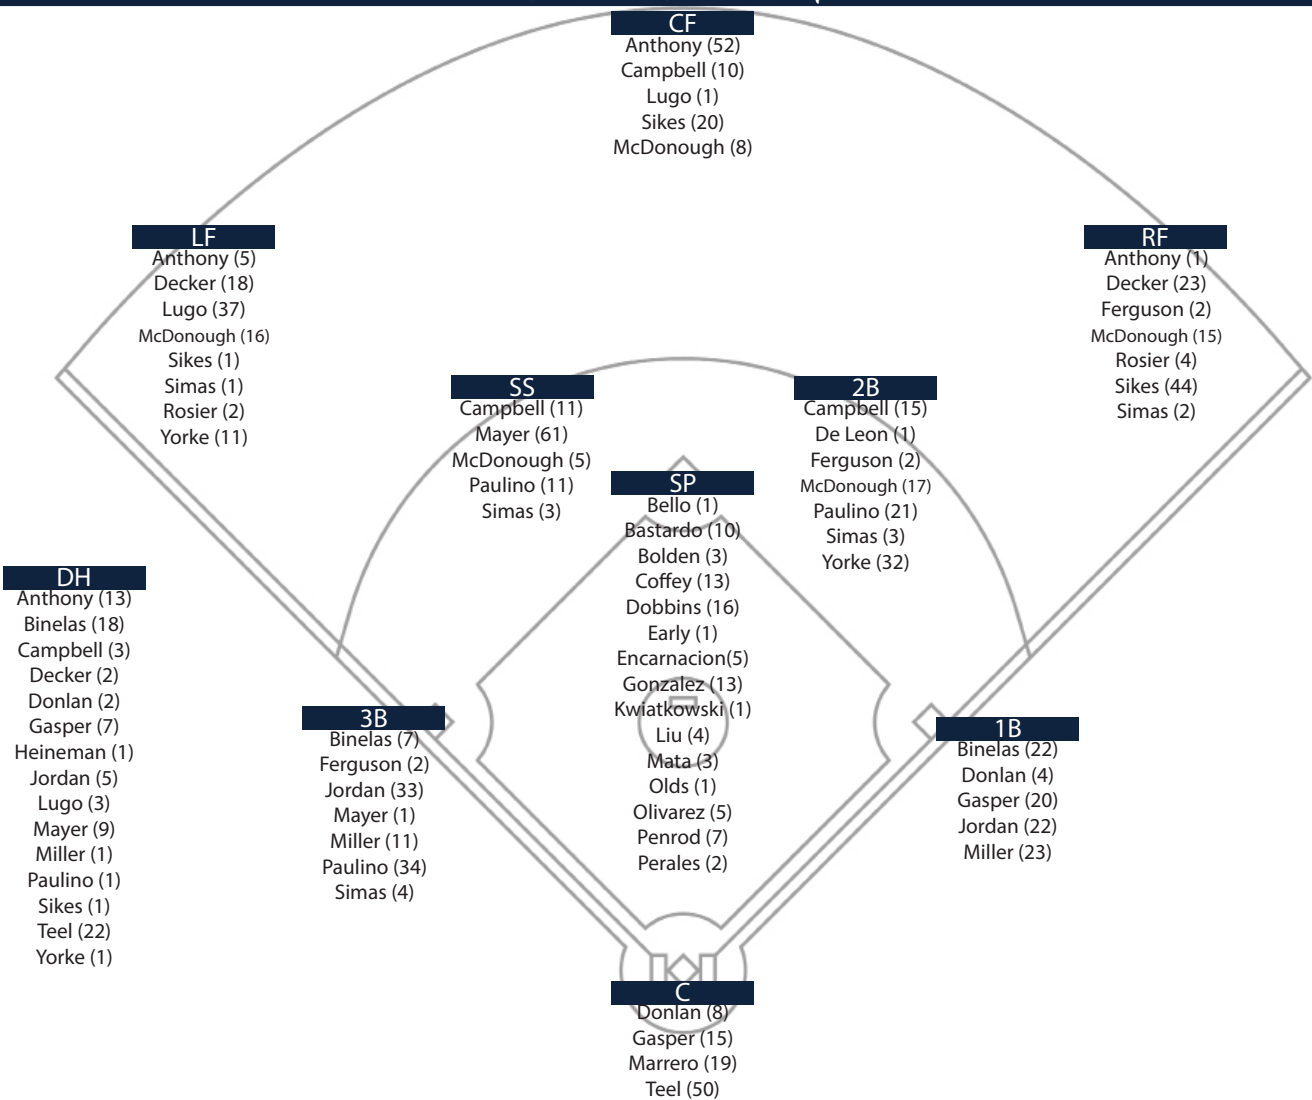 CF
Anthony (52)
Campbell (10)
Lugo (1)
Sikes (20)
McDonough (8)
LF
Anthony (5)
Decker (18)
Lugo (37)
McDonough (16)
Sikes (1)
Simas (1)
Rosier (2)
Yorke (11)
RF
Anthony (1)
Decker (23)
Ferguson (2)
McDonough (15)
Rosier (4)
Sikes (44)
Simas (2)
SS
Campbell (11)
Mayer (61)
McDonough (5)
Paulino (11)
Simas (3)
2B
Campbell (15)
De Leon (1)
Ferguson (2)
McDonough (17)
Paulino (21)
Simas (3)
Yorke (32)
SP
Bello (1)
Bastardo (10)
Bolden (3)
Coffey (13)
Dobbins (16)
Early (1)
Encarnacion(5)
Gonzalez (13)
Kwiatkowski (1)
Liu (4)
Mata (3)
Olds (1)
Olivarez (5)
Penrod (7)
Perales (2)
DH
Anthony (13)
Binelas (18)
Campbell (3)
Decker (2)
Donlan (2)
Gasper (7)
Heineman (1)
Jordan (5)
Lugo (3)
Mayer (9)
Miller (1)
Paulino (1)
Sikes (1)
Teel (22)
Yorke (1)
3B
Binelas (7)
Ferguson (2)
Jordan (33)
Mayer (1)
Miller (11)
Paulino (34)
Simas (4)
1B
Binelas (22)
Donlan (4)
Gasper (20)
Jordan (22)
Miller (23)
C
Donlan (8)
Gasper (15)
Marrero (19)
Teel (50)